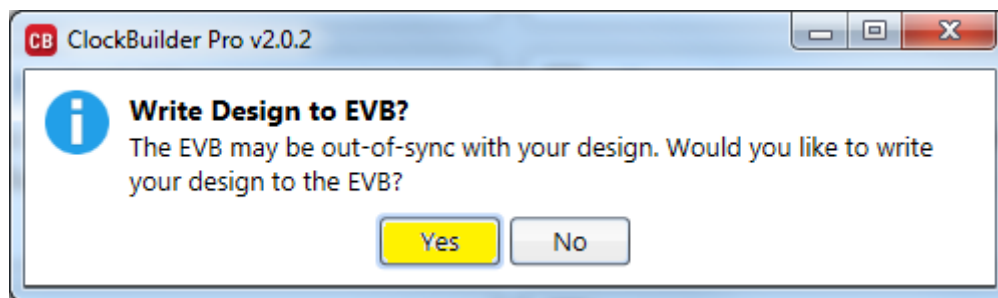 CB ClockBuilder Pro v2.0.2
Write Design to EVB?
The EVB may be out-of-sync with your design. Would you like to write
your design to the EVB?
Yes No